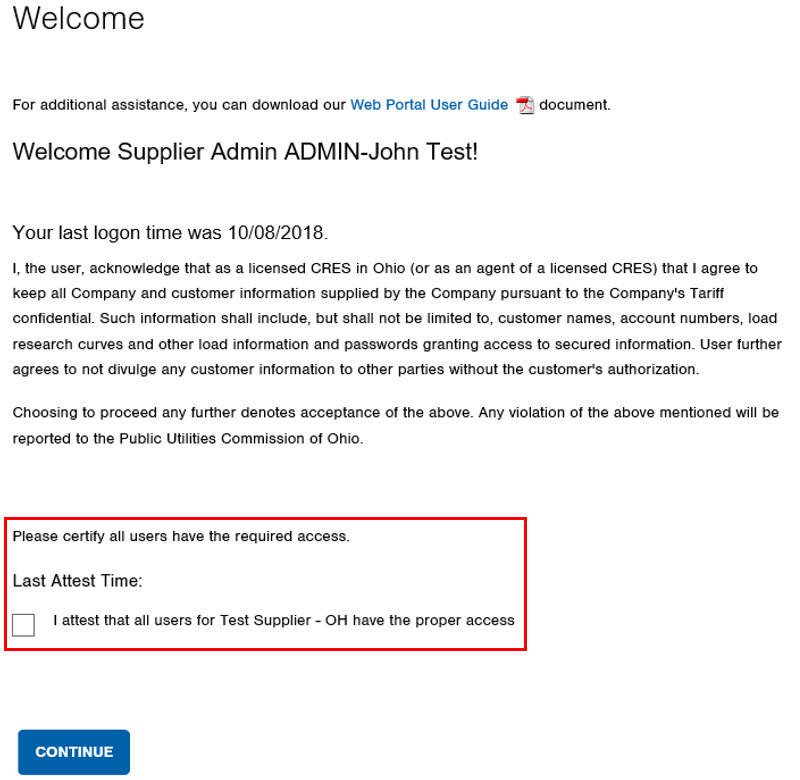 Welcome
For additional assistance, you can download our Web Portal User Guide document.
Welcome Supplier Admin ADMIN-John Test!
Your last logon time was 10/08/2018.
I, the user, acknowledge that as a licensed CRES in Ohio (or as an agent of a licensed CRES) that I agree to
keep all Company and customer information supplied by the Company pursuant to the Company's Tariff
confidential. Such information shall include, but shall not be limited to, customer names, account numbers, load
research curves and other load information and passwords granting access to secured information. User further
agrees to not divulge any customer information to other parties without the customer's authorization.
Choosing to proceed any further denotes acceptance of the above. Any violation of the above mentioned will be
reported to the Public Utilities Commission of Ohio.
Please certify all users have the required access.
Last Attest Time:
I attest that all users for Test Supplier - OH have the proper access
CONTINUE